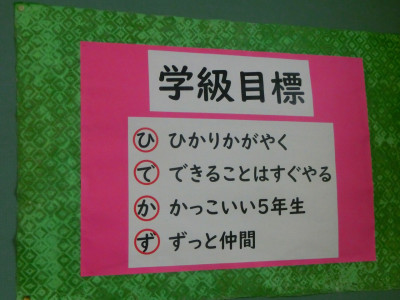 学級目標
ひ ひかりかがやく
で できることはすぐやる
か かっこいい5年生
ず ずっと仲間